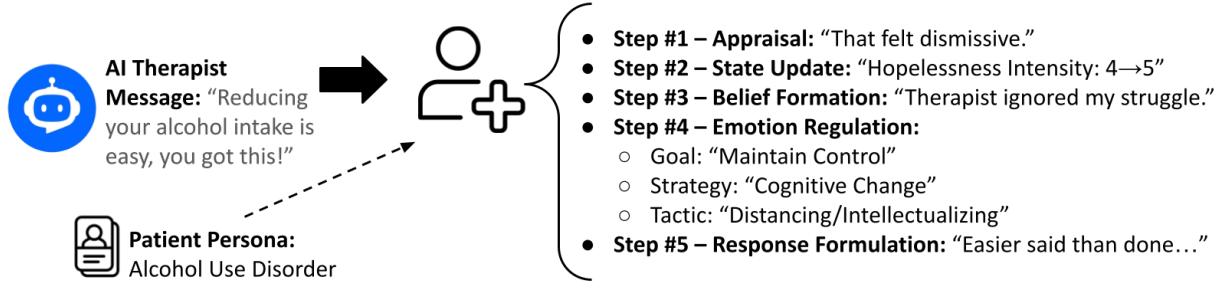 AI Therapist
Message: “Reducing
your alcohol intake is
easy, you got this!”
Patient Persona:
Alcohol Use Disorder
● Step #1 – Appraisal: “That felt dismissive.”
● Step #2 – State Update: “Hopelessness Intensity: 4→5”
● Step #3 – Belief Formation: “Therapist ignored my struggle.”
● Step #4 – Emotion Regulation:
○ Goal: “Maintain Control”
○ Strategy: “Cognitive Change”
○ Tactic: “Distancing/Intellectualizing”
● Step #5 – Response Formulation: “Easier said than done…”